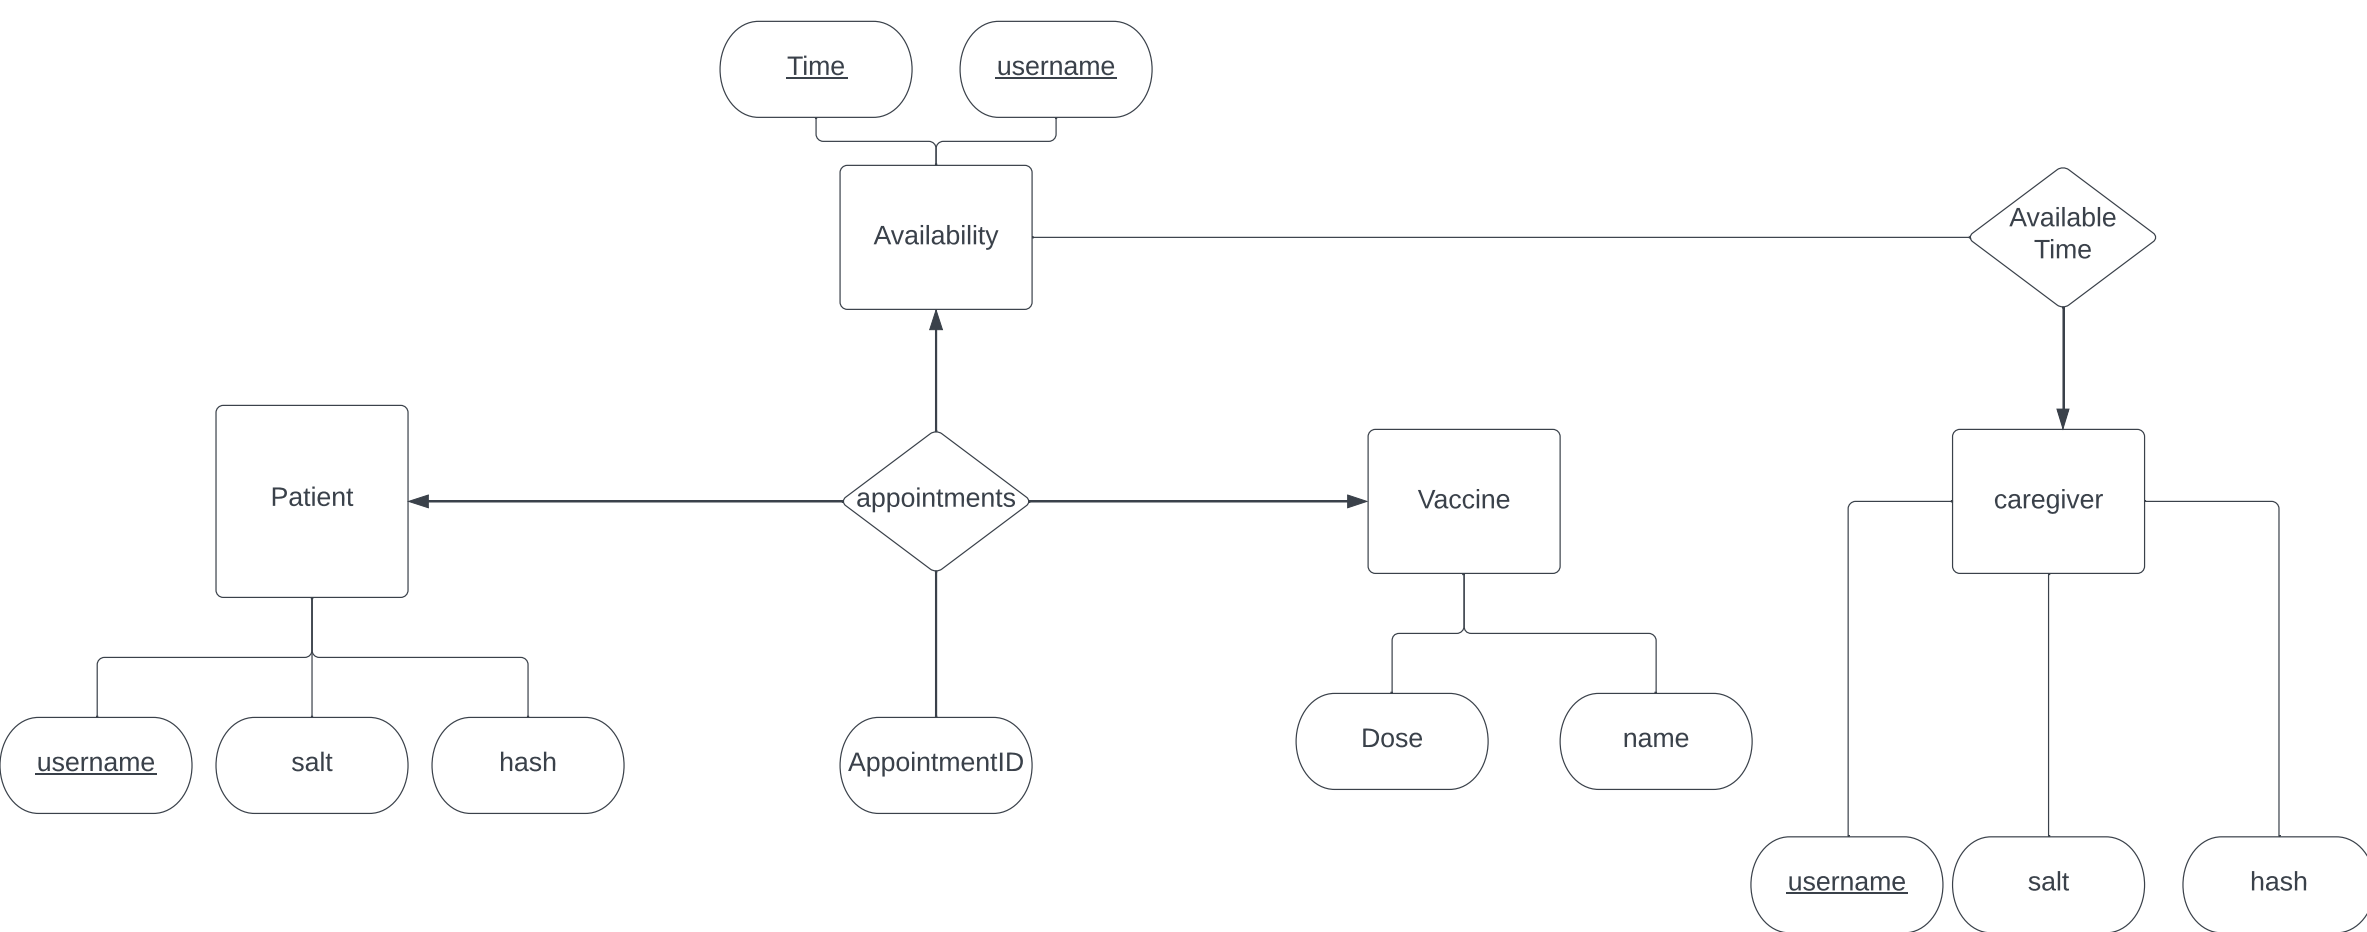 Time
username
Availability
Available
Time
Patient
appointments
Vaccine
caregiver
username
salt
hash
AppointmentID
Dose
name
username
salt
hash